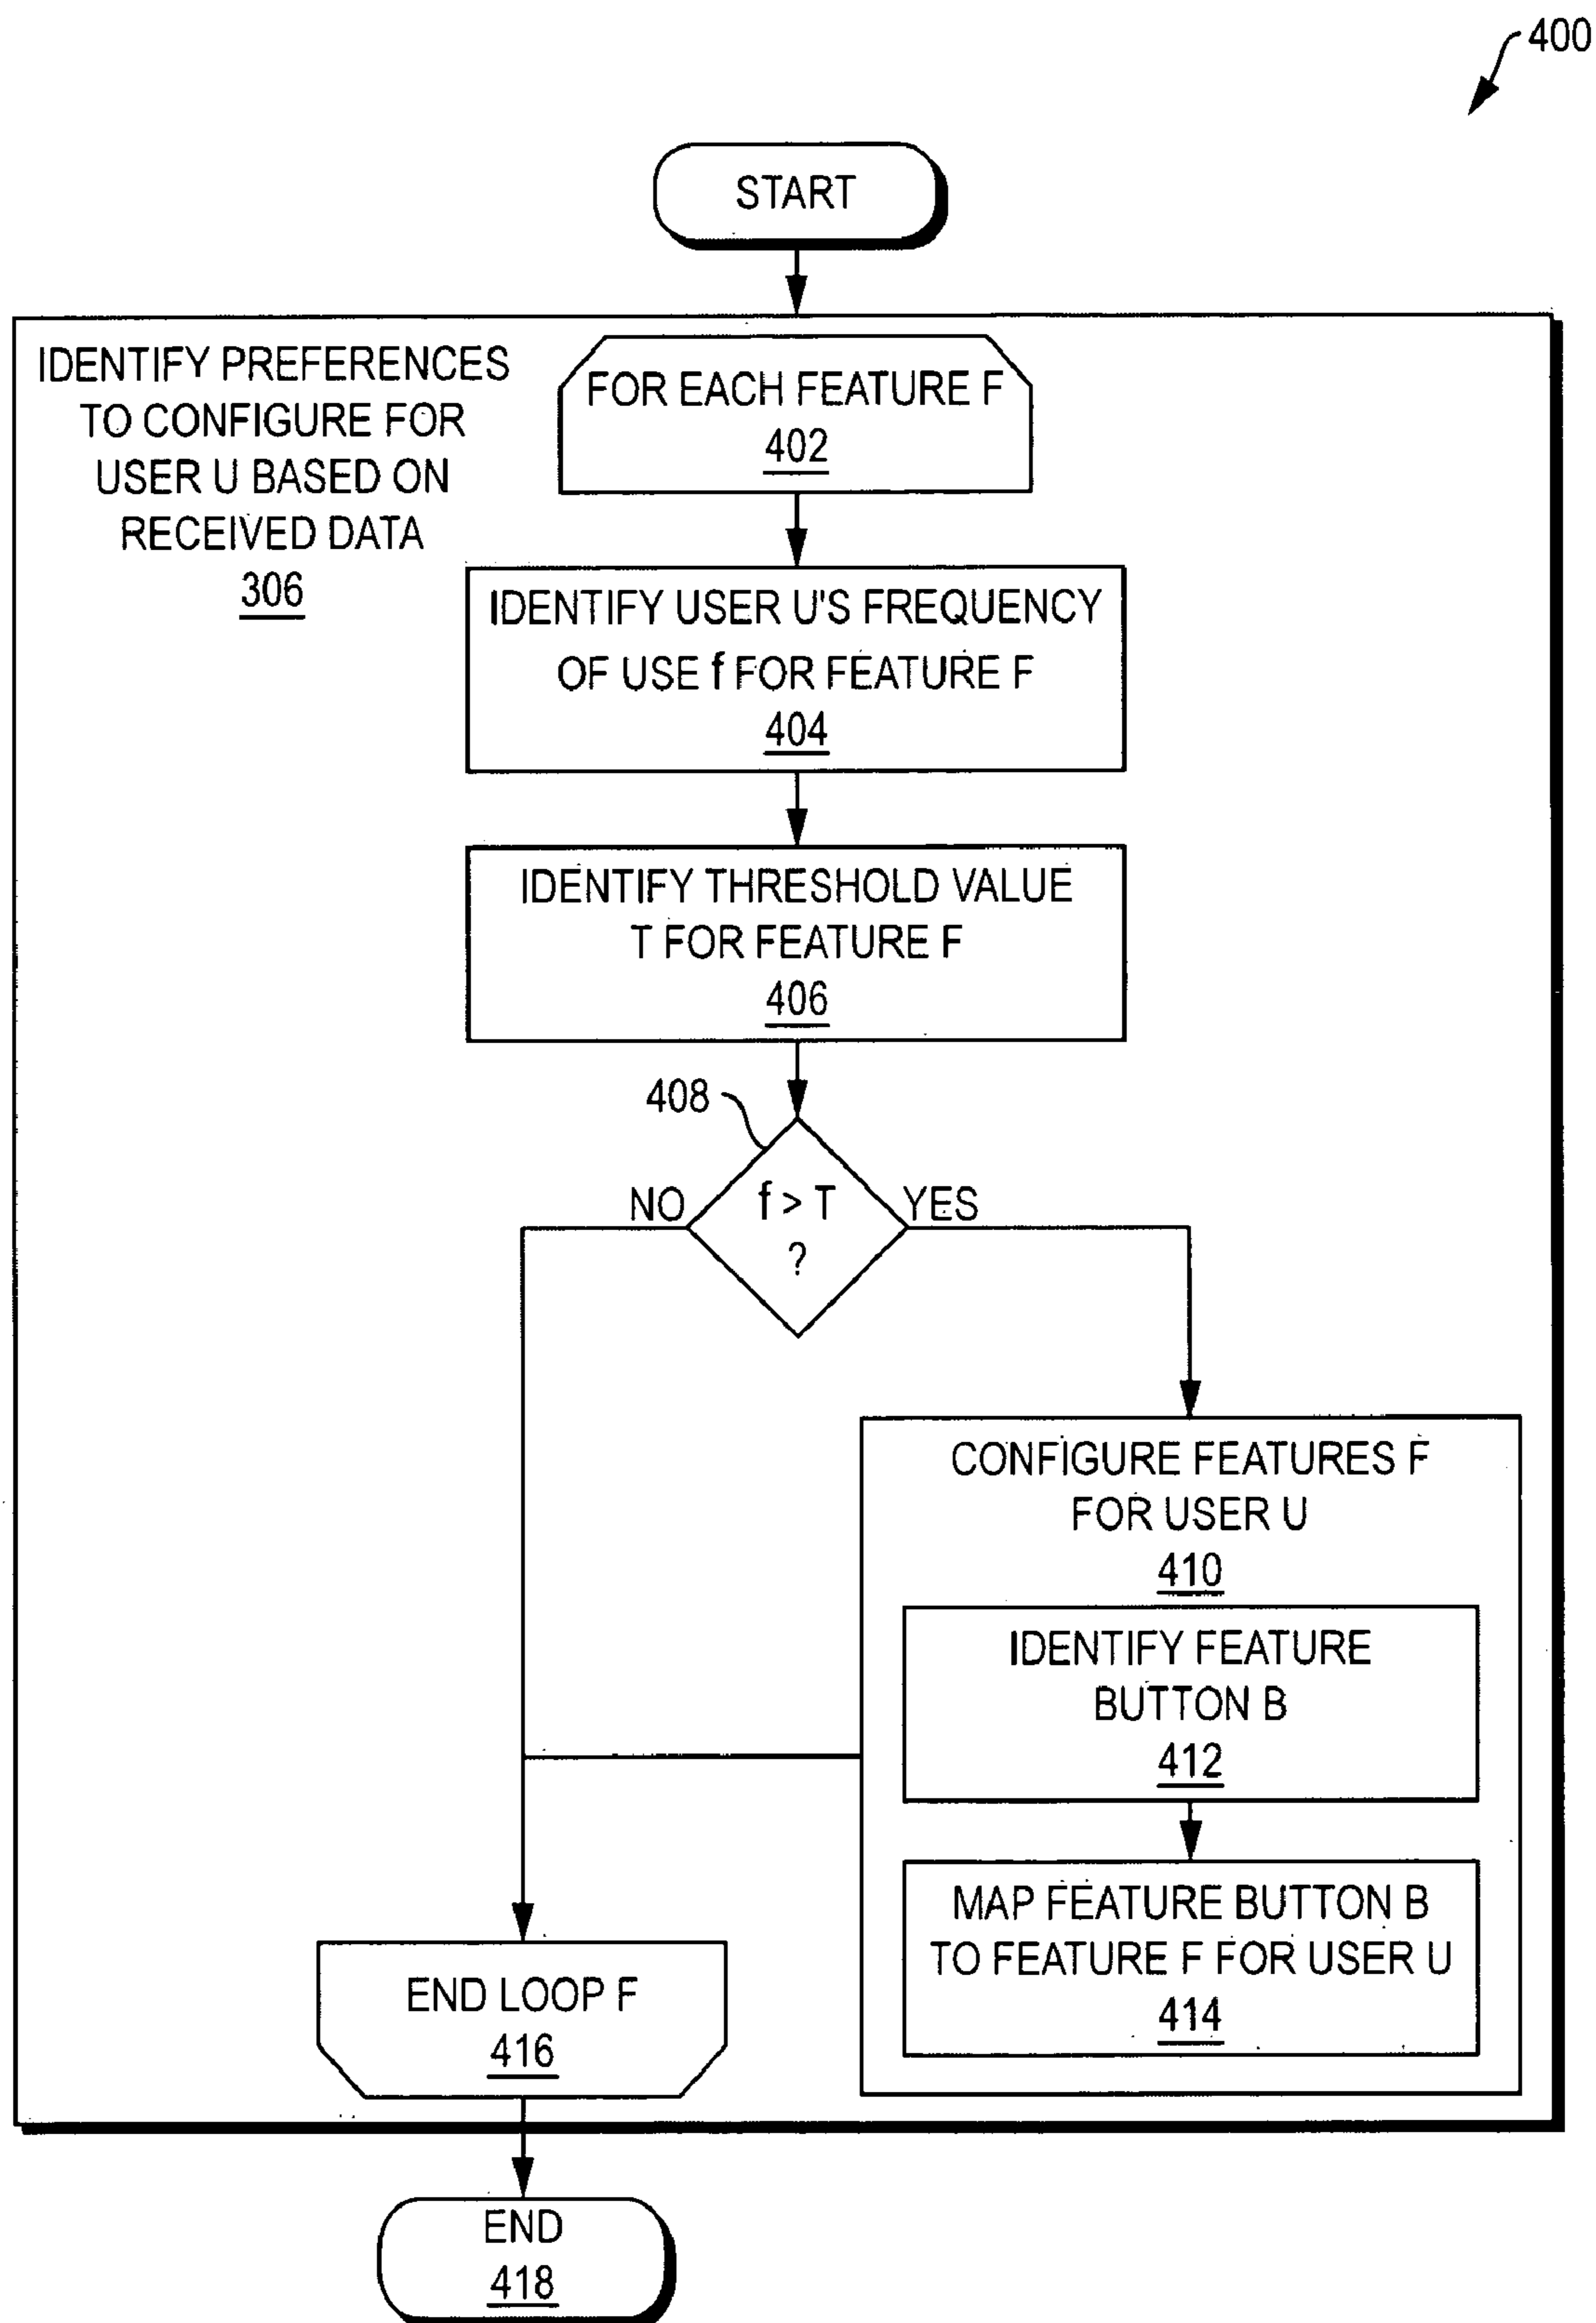 400
START
IDENTIFY PREFERENCES
TO CONFIGURE FOR
USER U BASED ON
RECEIVED DATA
306
FOR EACH FEATURE F
402
IDENTIFY USER U'S FREQUENCY
OF USE f FOR FEATURE F
404
IDENTIFY THRESHOLD VALUE
T FOR FEATURE F
406
408
NO
f > T
?
YES
CONFIGURE FEATURES F
FOR USER U
410
IDENTIFY FEATURE
BUTTON B
412
MAP FEATURE BUTTON B
TO FEATURE F FOR USER U
414
END LOOP F
416
END
418